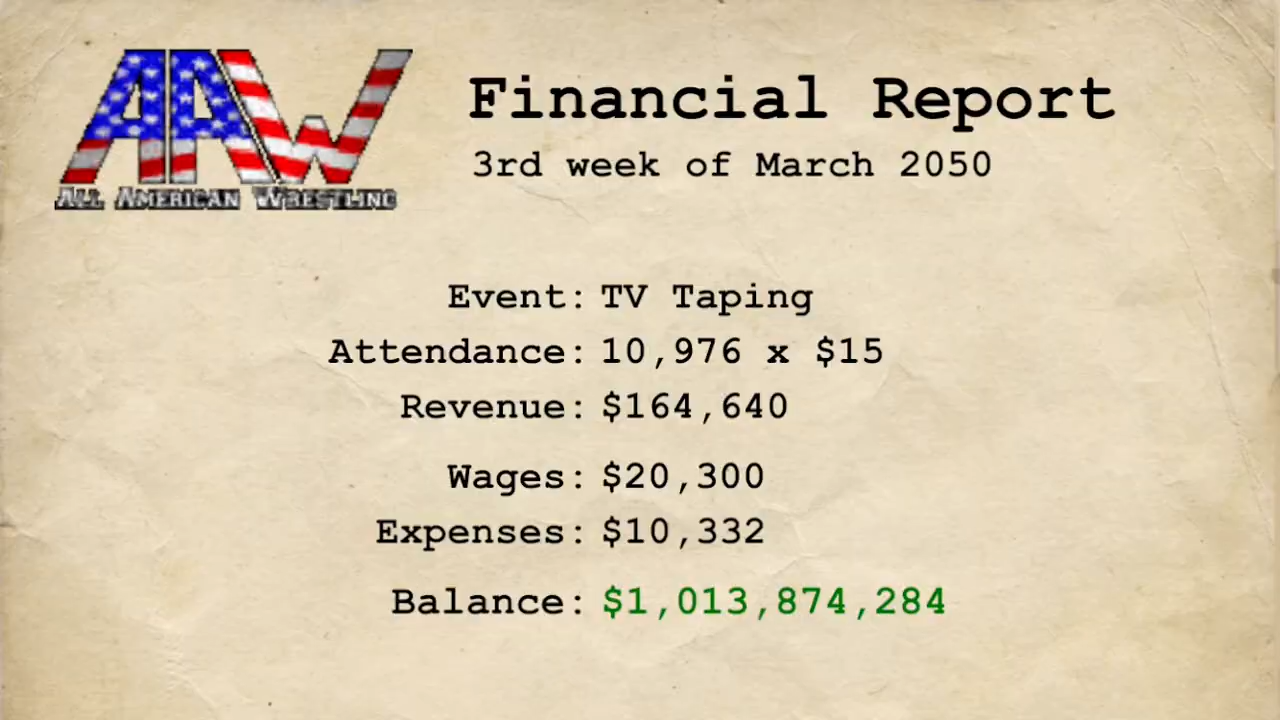 AAW
ALL AMERICAN WRESTLING
Financial Report
3rd week of March 2050
Event: TV Taping
Attendance: 10,976 x $15
Revenue: $164,640
Wages: $20,300
Expenses: $10,332
Balance: $1,013,874,284